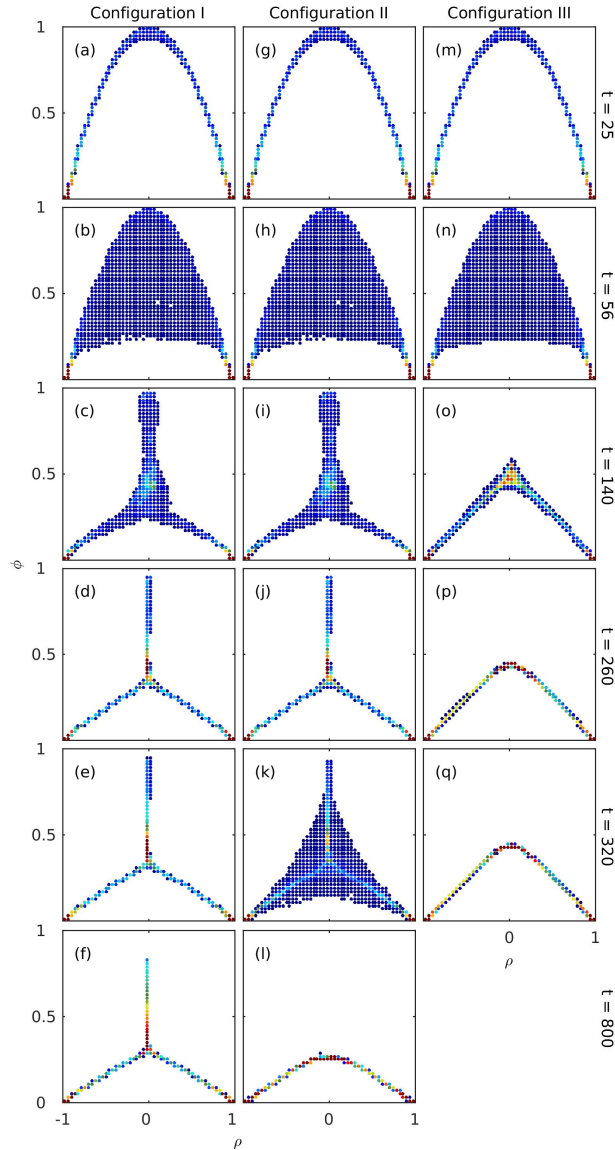 Configuration I
Configuration II
Configuration III
1
(a)
(g)
(m)
0.5
t = 25
1
(b)
(h)
(n)
0.5
t = 56
1
(c)
(i)
(o)
0.5
t = 140
ϕ
1
(d)
(j)
(p)
0.5
t = 260
1
(e)
(k)
(q)
0.5
t = 320
1
(f)
(l)
0
1
ρ
0.5
t = 800
0
-1
0
1
0
1
ρ
ρ